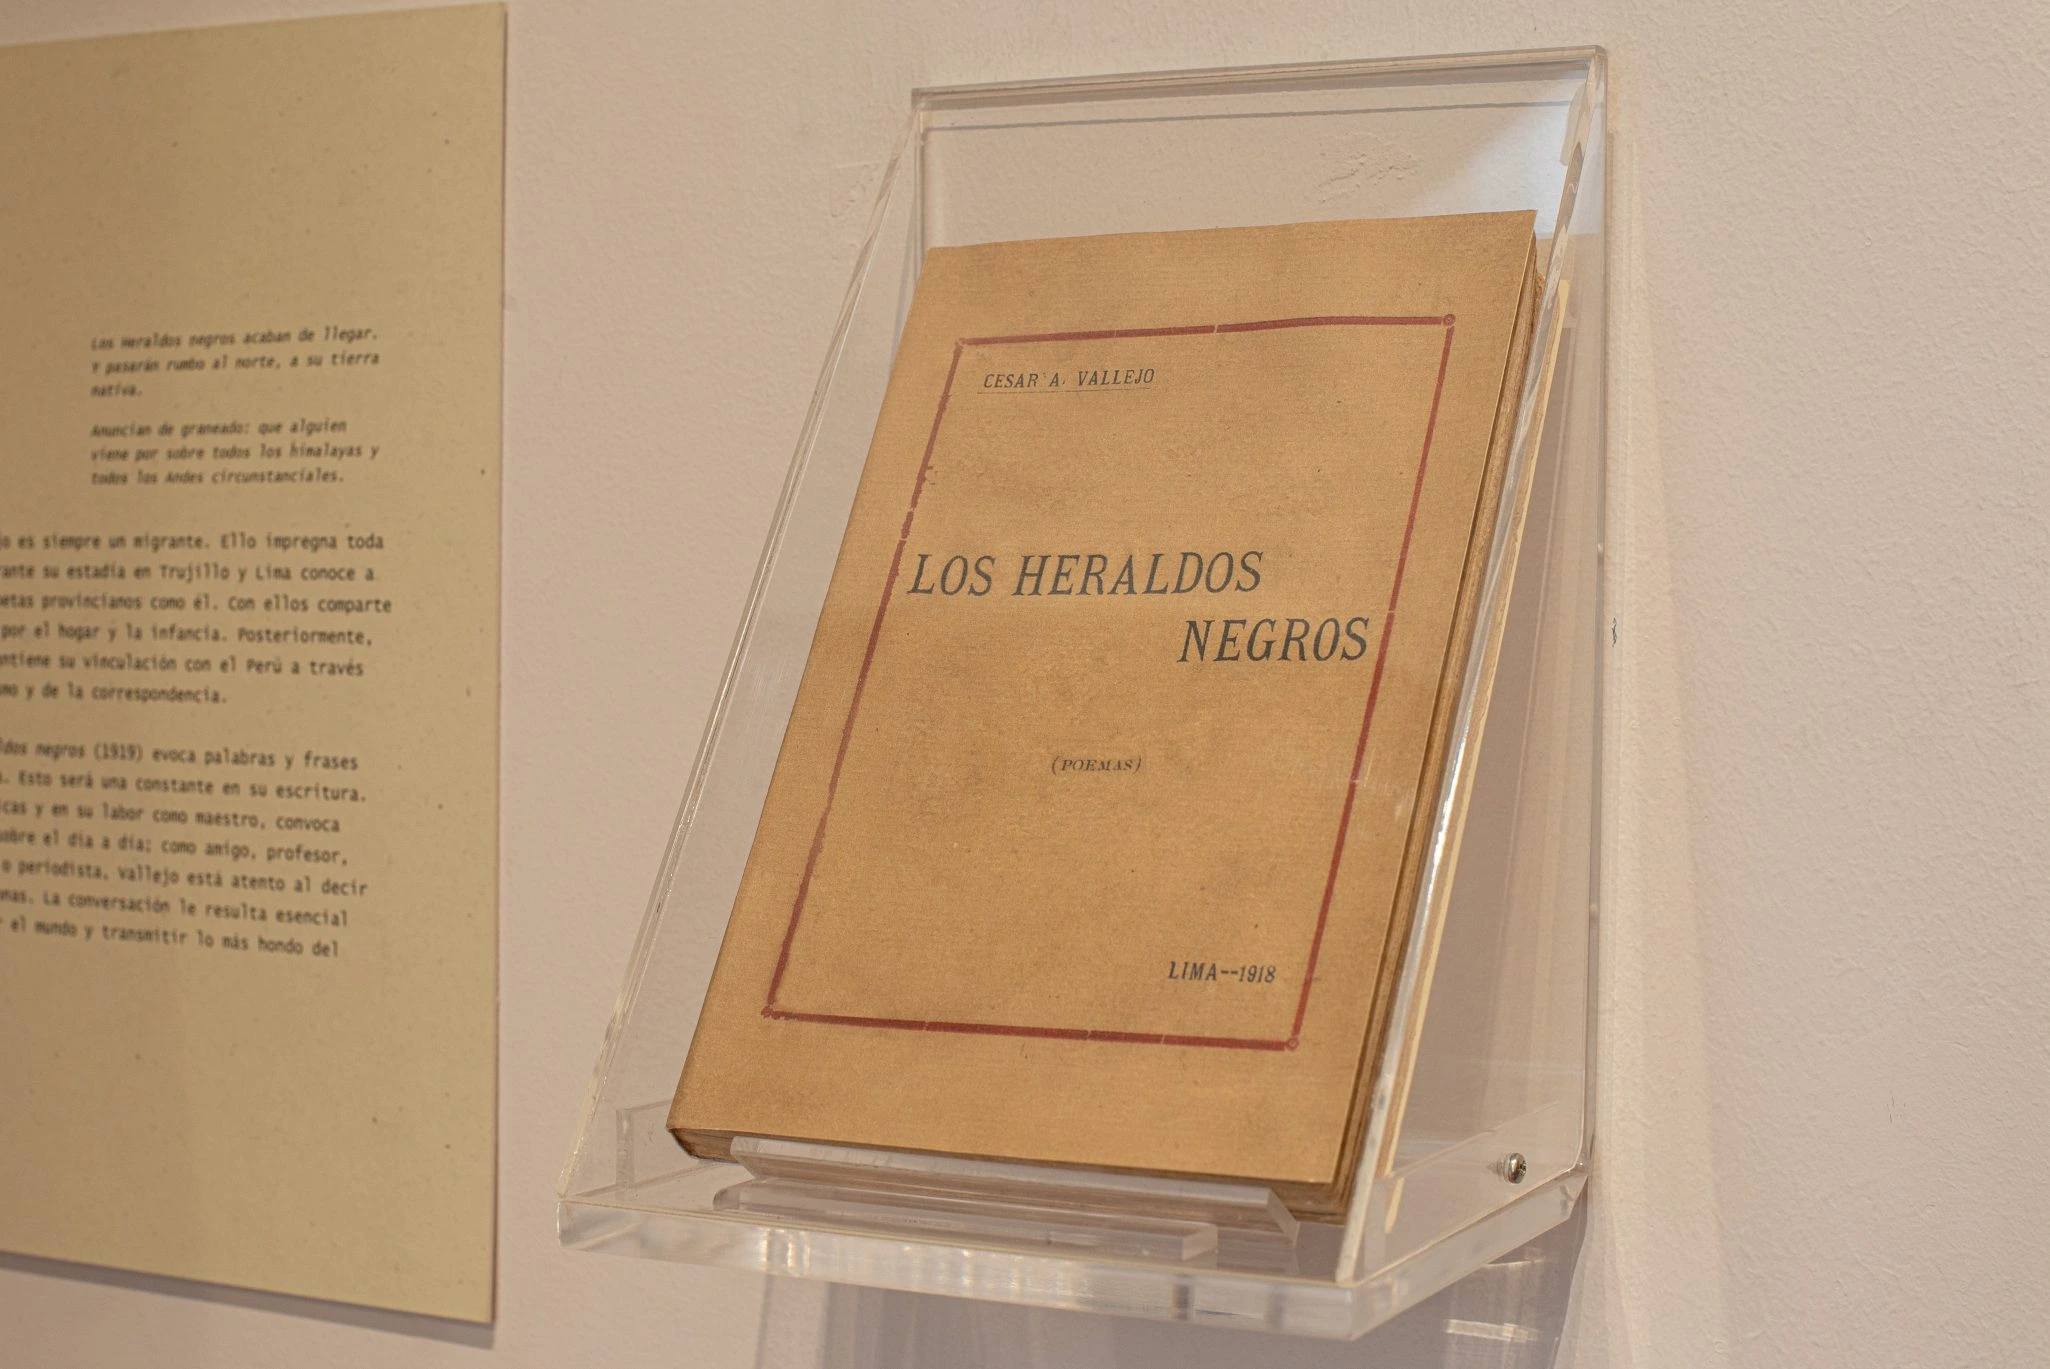 Los Heraldos negros acaban de llegar.
Y pasarán rumbo al norte, a su tierra
nativa.
Anuncian de graneado: que alguien
viene por sobre todos los himalayas y
todos los Andes circunstanciales.
jo es siempre un migrante. Ello impregna toda
rante su estadía en Trujillo y Lima conoce a
etas provincianos como él. Con ellos comparte
por el hogar y la infancia. Posteriormente,
ntiene su vinculación con el Perú a través
mo y de la correspondencia.
ldos negros (1919) evoca palabras y frases
. Esto será una constante en su escritura.
icas y en su labor como maestro, convoca
obre el día a día; como amigo, profesor,
o periodista, Vallejo está atento al decir
nas. La conversación le resulta esencial
r el mundo y transmitir lo más hondo del
CESAR A. VALLEJO
LOS HERALDOS
NEGROS
(POEMAS)
LIMA--1918